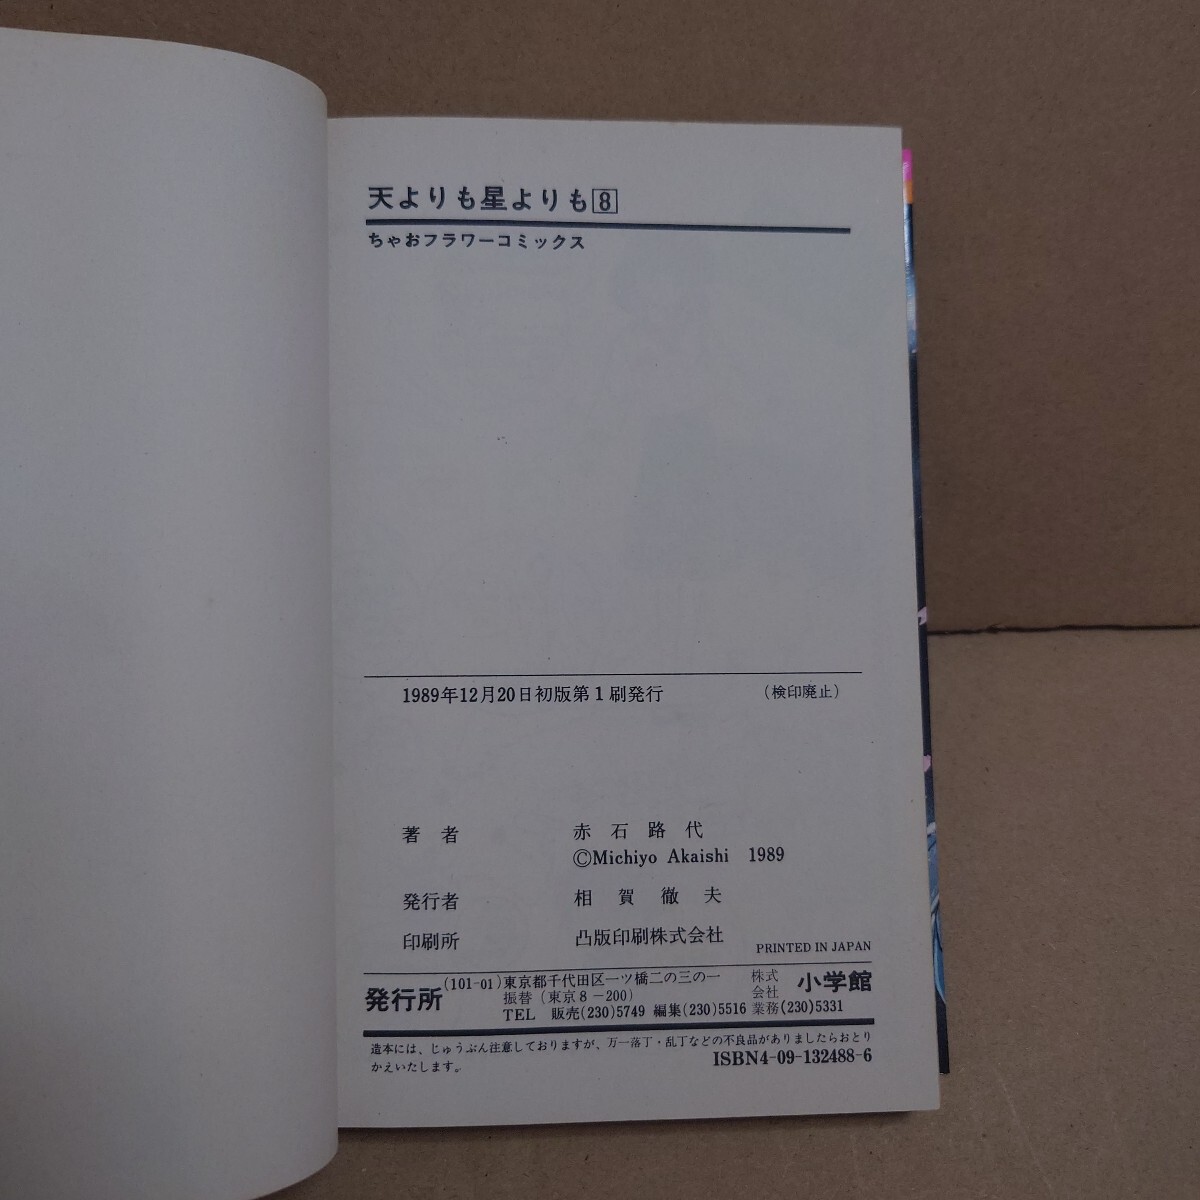 天よりも星よりも 8
ちゃおフラワーコミックス
1989年12月20日初版第1刷発行 (検印廃止)
著者 赤石路代
©Michiyo Akaishi 1989
発行者 相賀徹夫
印刷所 凸版印刷株式会社
PRINTED IN JAPAN
発行所 (101-01) 東京都千代田区一ツ橋二の三の一 株式会社 小学館
振替 (東京8-200)
TEL 販売(230)5749 編集(230)5516 業務(230)5331
造本には、じゅうぶん注意しておりますが、万一落丁・乱丁などの不良品がありましたらおとり
かえいたします。
ISBN4-09-132488-6